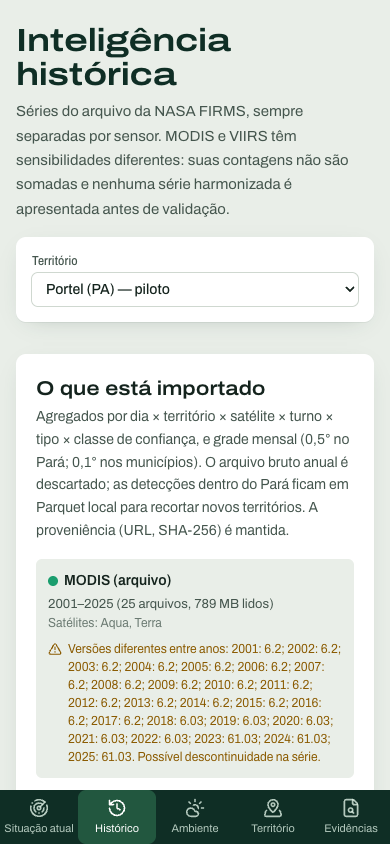 Inteligência
histórica
Séries do arquivo da NASA FIRMS, sempre
separadas por sensor. MODIS e VIIRS têm
sensibilidades diferentes: suas contagens não são
somadas e nenhuma série harmonizada é
apresentada antes de validação.
Território
Portel (PA) — piloto
O que está importado
Agregados por dia × território × satélite × turno ×
tipo × classe de confiança, e grade mensal (0,5° no
Pará; 0,1° nos municípios). O arquivo bruto anual é
descartado; as detecções dentro do Pará ficam em
Parquet local para recortar novos territórios. A
proveniência (URL, SHA-256) é mantida.
MODIS (arquivo)
2001–2025 (25 arquivos, 789 MB lidos)
Satélites: Aqua, Terra
Versões diferentes entre anos: 2001: 6.2; 2002: 6.2;
2003: 6.2; 2004: 6.2; 2005: 6.2; 2006: 6.2; 2007:
6.2; 2008: 6.2; 2009: 6.2; 2010: 6.2; 2011: 6.2;
2012: 6.2; 2013: 6.2; 2014: 6.2; 2015: 6.2; 2016:
6.2; 2017: 6.2; 2018: 6.03; 2019: 6.03; 2020: 6.03;
2021: 6.03; 2022: 6.03; 2023: 61.03; 2024: 61.03;
2025: 61.03. Possível descontinuidade na série.
Situação atual
Histórico
Ambiente
Território
Evidências